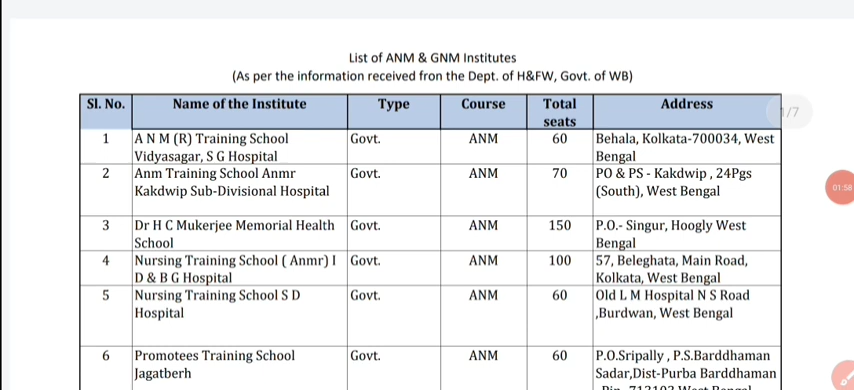 List of ANM & GNM Institutes
(As per the information received fron the Dept. of H&FW, Govt. of WB)
Sl. No. Name of the Institute Type Course Total seats Address
1/7
1 A N M (R) Training School Govt. ANM 60 Behala, Kolkata-700034, West
Vidyasagar, S G Hospital Bengal
2 Anm Training School Anmr Govt. ANM 70 PO & PS - Kakdwip , 24Pgs
Kakdwip Sub-Divisional Hospital (South), West Bengal
01:58
3 Dr H C Mukerjee Memorial Health Govt. ANM 150 P.O.- Singur, Hoogly West
School Bengal
4 Nursing Training School ( Anmr) I Govt. ANM 100 57, Beleghata, Main Road,
D & B G Hospital Kolkata, West Bengal
5 Nursing Training School S D Govt. ANM 60 Old L M Hospital N S Road
Hospital ,Burdwan, West Bengal
6 Promotees Training School Govt. ANM 60 P.O.Sripally , P.S.Barddhaman
Jagatberh Sadar,Dist-Purba Barddhaman